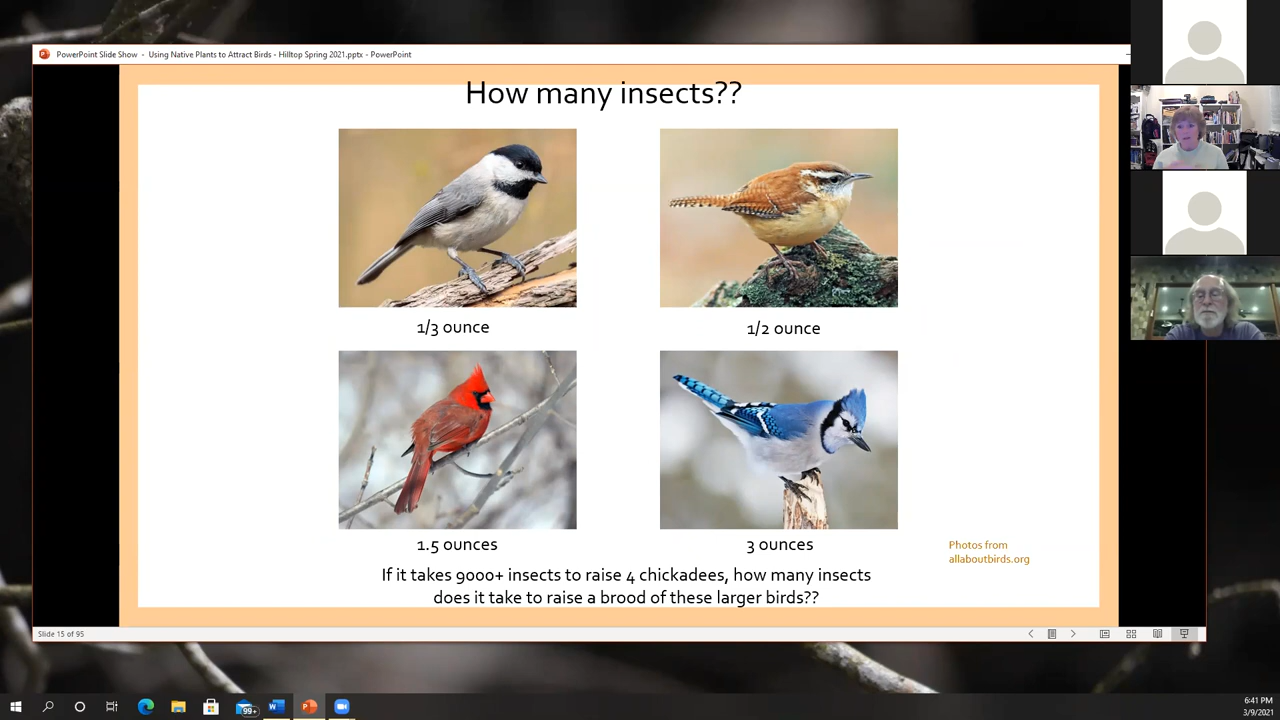 PowerPoint Slide Show - Using Native Plants to Attract Birds - Hilltop Spring 2021.pptx - PowerPoint
How many insects??
1/3 ounce
1/2 ounce
1.5 ounces
3 ounces
Photos from
allaboutbirds.org
If it takes 9000+ insects to raise 4 chickadees, how many insects
does it take to raise a brood of these larger birds??
Slide 15 of 95
99+
6:41 PM
3/9/2021